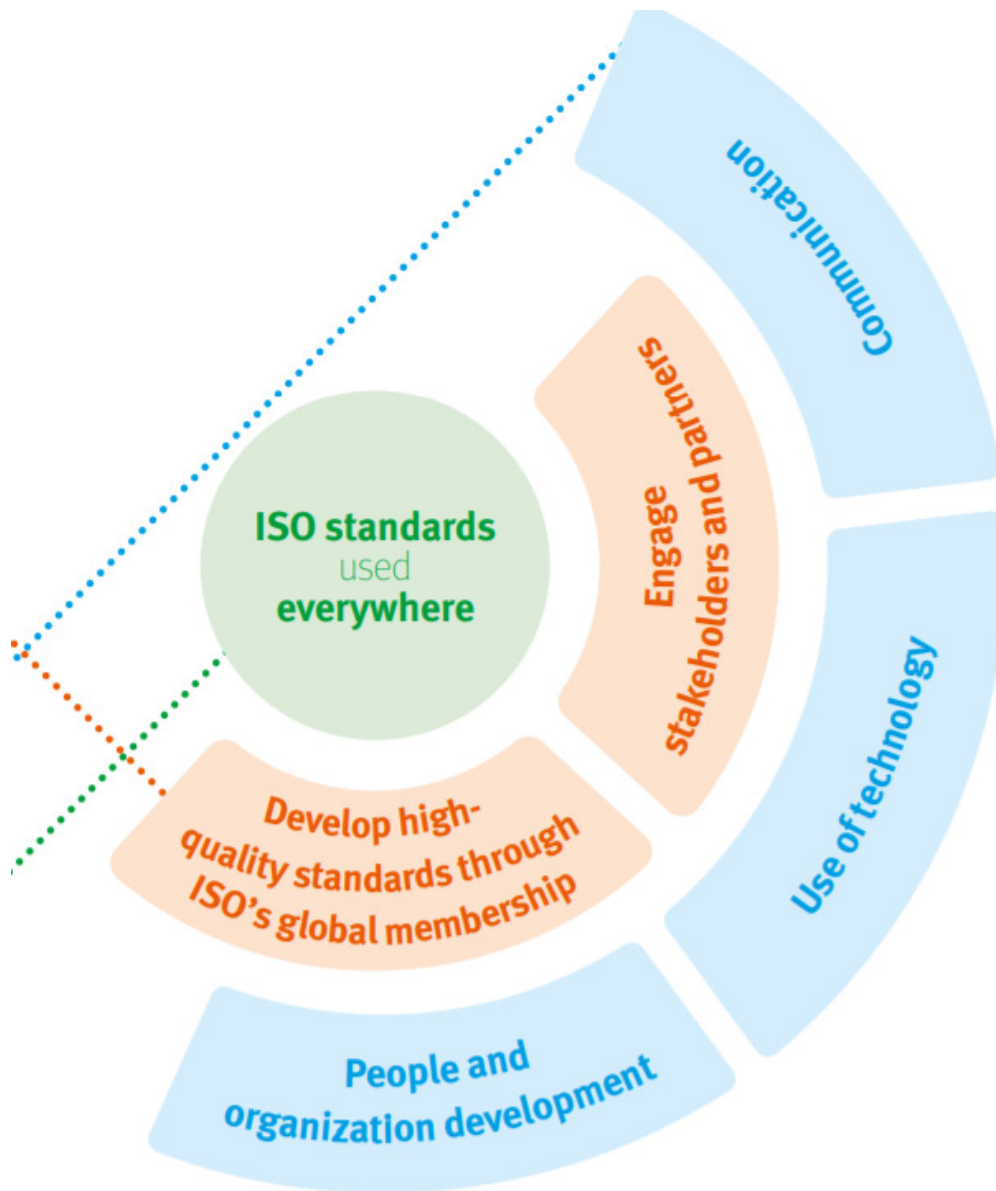 Communication
Engage
stakeholders and partners
ISO standards
used
everywhere
Use of technology
Develop high-
quality standards through
ISO's global membership
People and
organization development